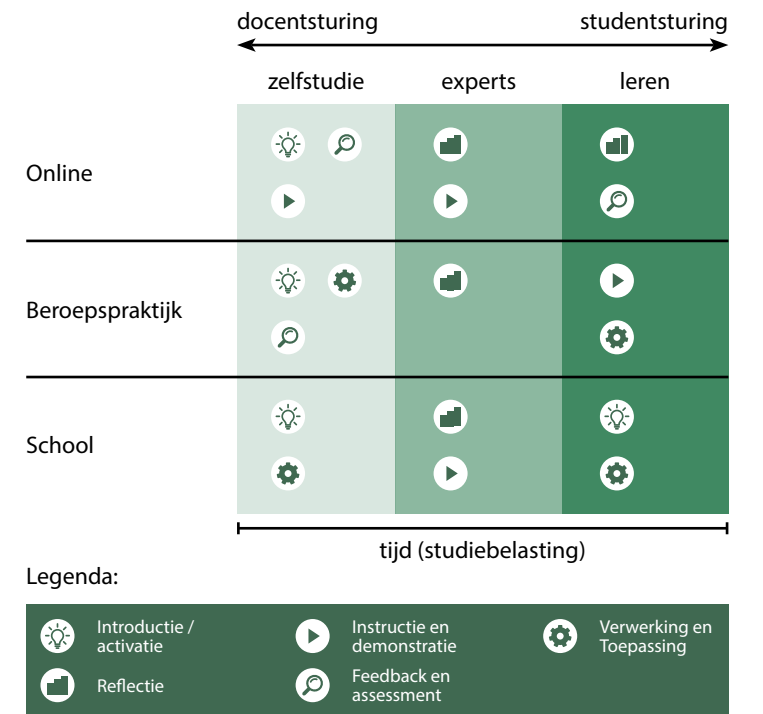 docentsturing studentsturing
zelfstudie experts leren
Online
Beroepspraktijk
School
tijd (studiebelasting)
Legenda:
Introductie /
activatie
Instructie en
demonstratie
Verwerking en
Toepassing
Reflectie
Feedback en
assessment